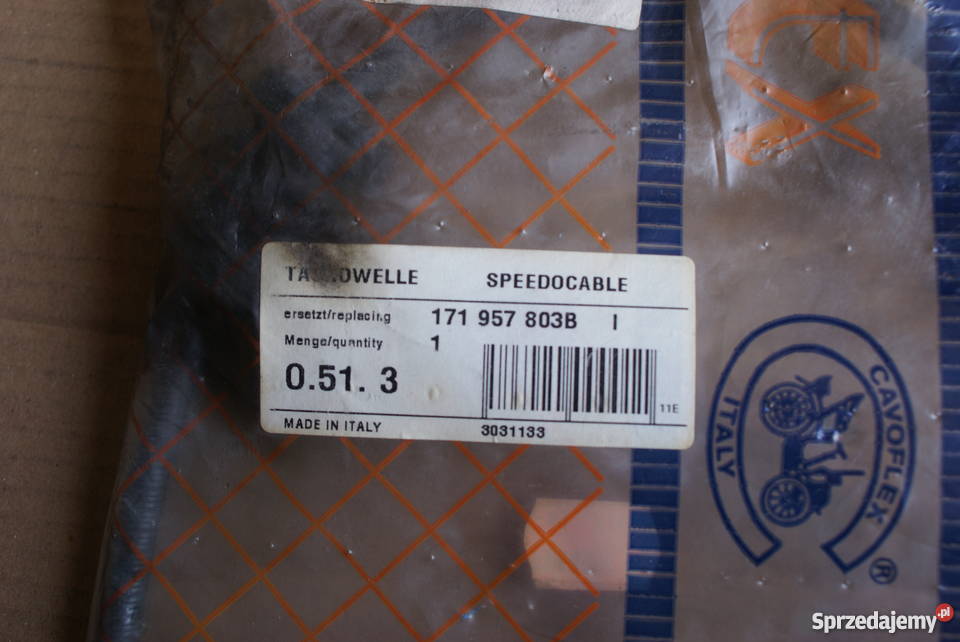 SPEEDOCABLE
ersetzt/replacing 171 957 803B I
Menge/quantity 1
0.51. 3
11E
MADE IN ITALY 3031133
CAVOFLEX
ITALY
®
Sprzedajemy.pl